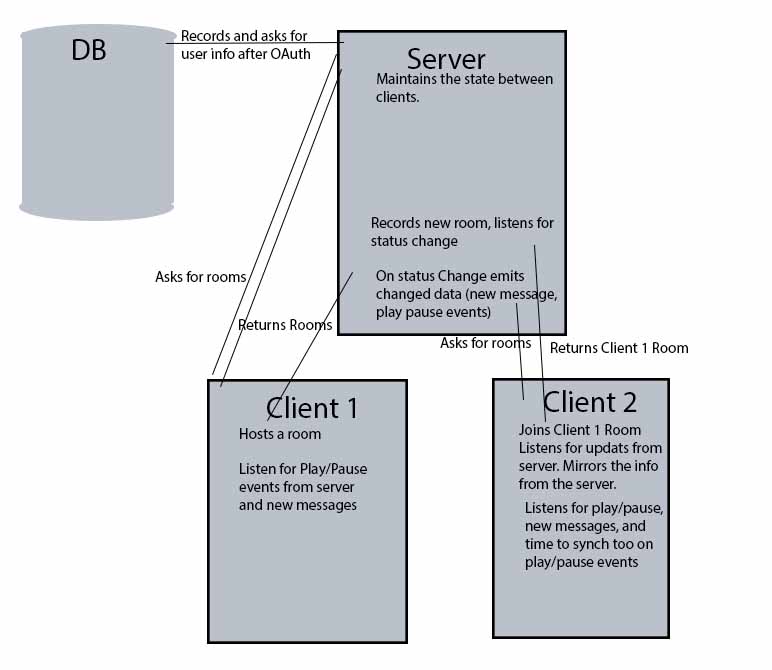 DB
Records and asks for
user info after OAuth
Server
Maintains the state between
clients.
Records new room, listens for
status change
On status Change emits
changed data (new message,
play pause events)
Asks for rooms
Returns Rooms
Asks for rooms
Returns Client 1 Room
Client 1
Hosts a room
Listen for Play/Pause
events from server
and new messages
Client 2
Joins Client 1 Room
Listens for updats from
server. Mirrors the info
from the server.
Listens for play/pause,
new messages, and
time to synch too on
play/pause events